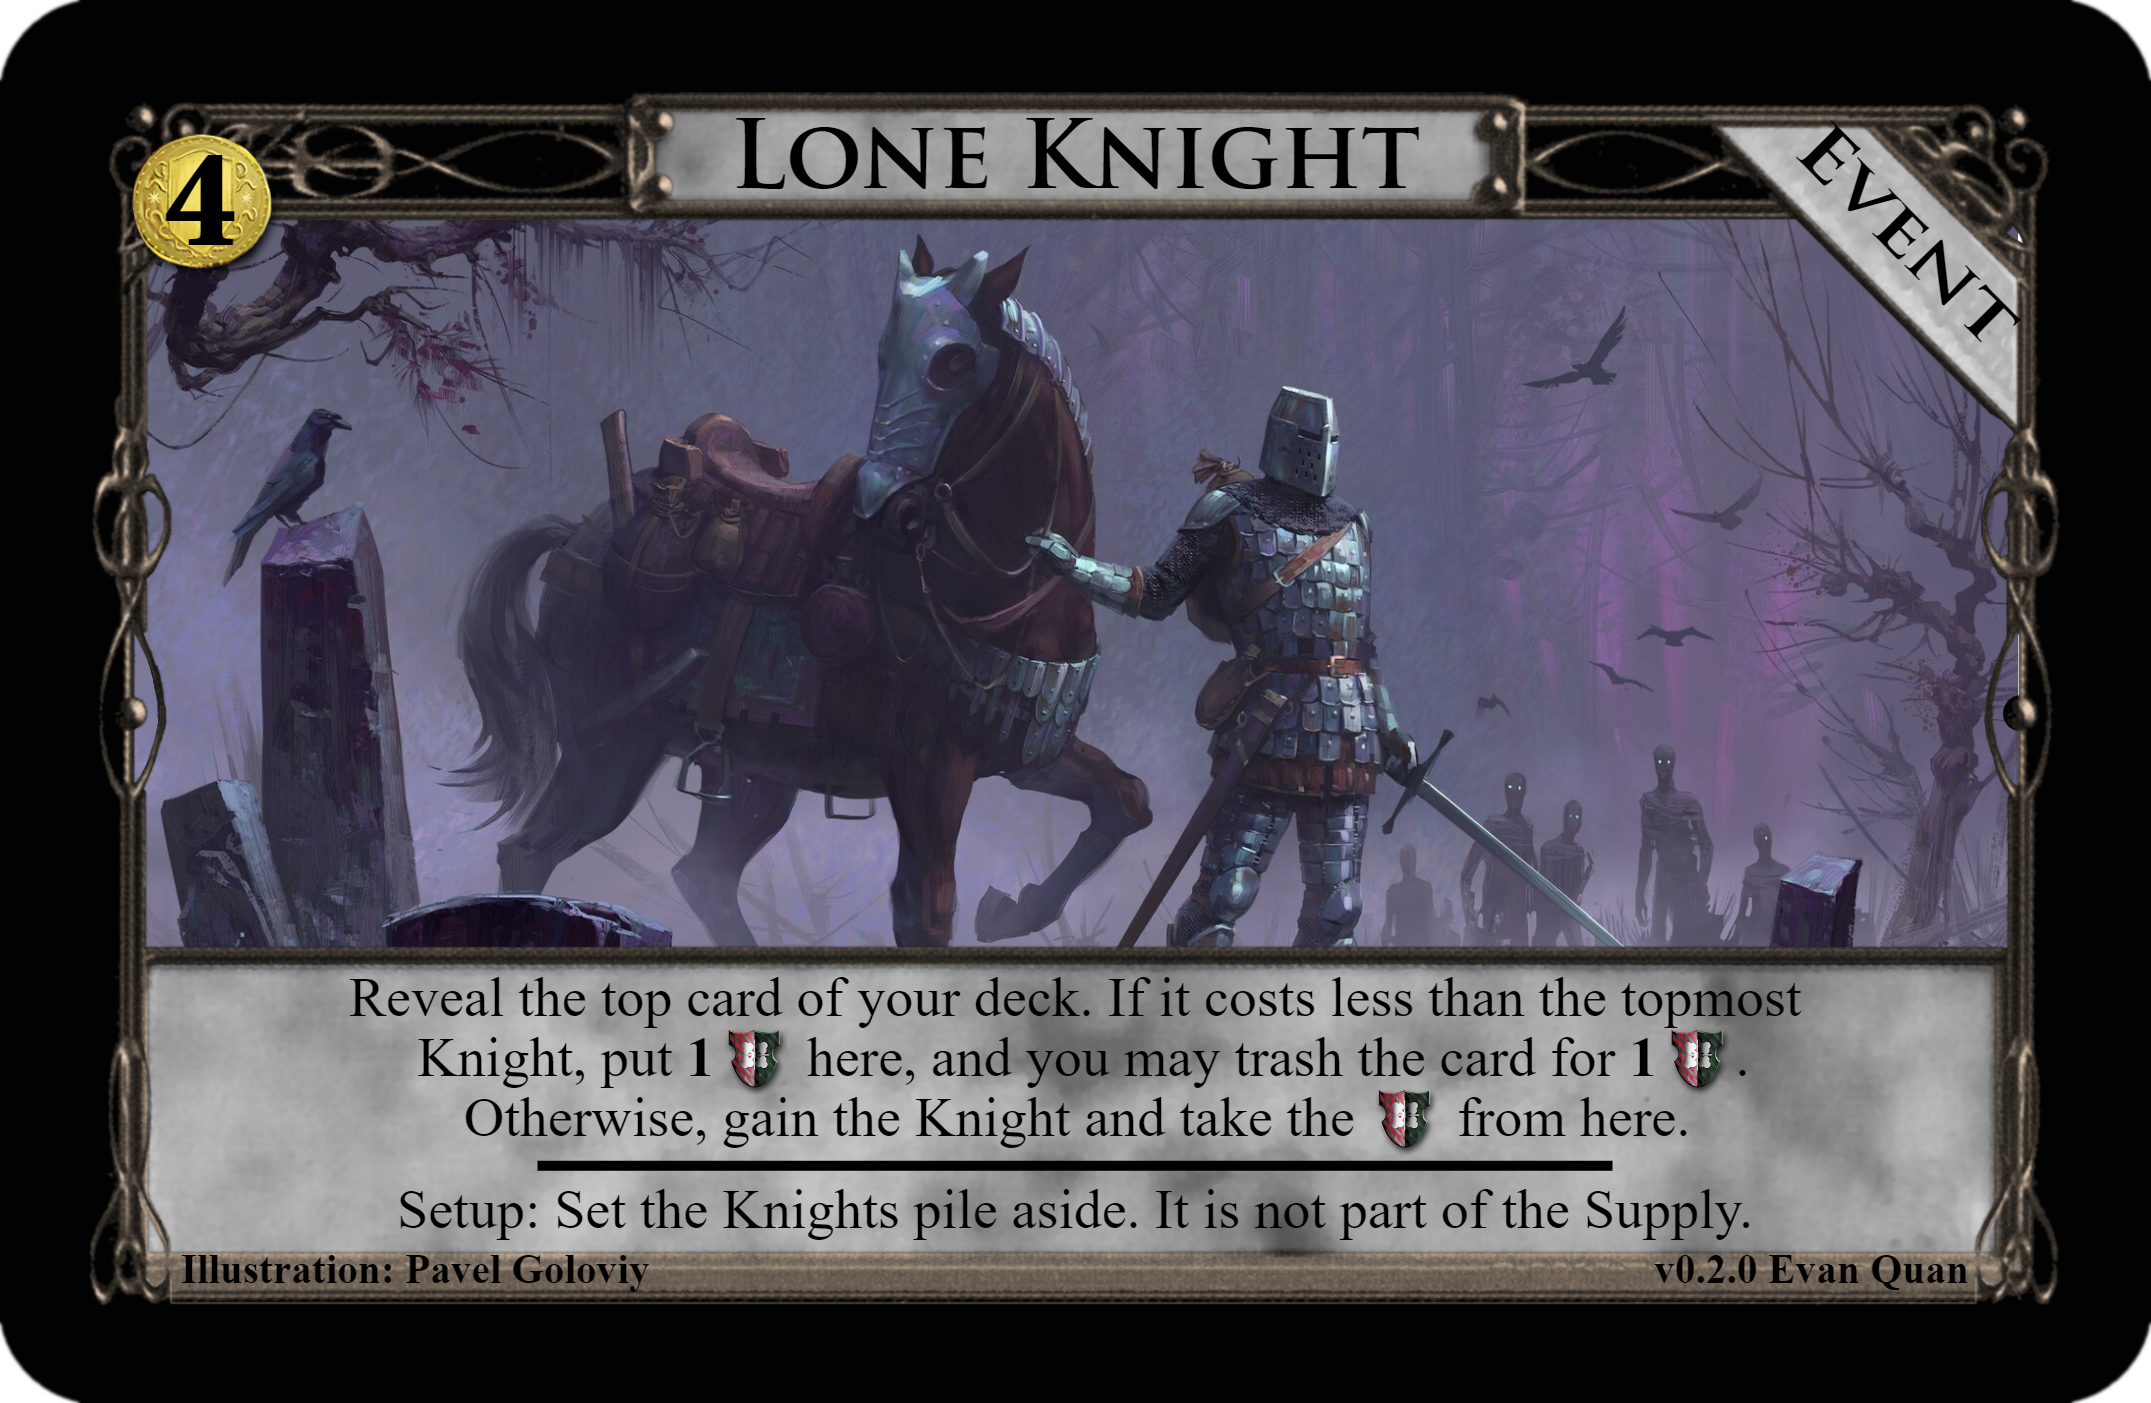 4
LONE KNIGHT
EVENT
Reveal the top card of your deck. If it costs less than the topmost
Knight, put 1 here, and you may trash the card for 1 .
Otherwise, gain the Knight and take the from here.
Setup: Set the Knights pile aside. It is not part of the Supply.
Illustration: Pavel Goloviy
v0.2.0 Evan Quan